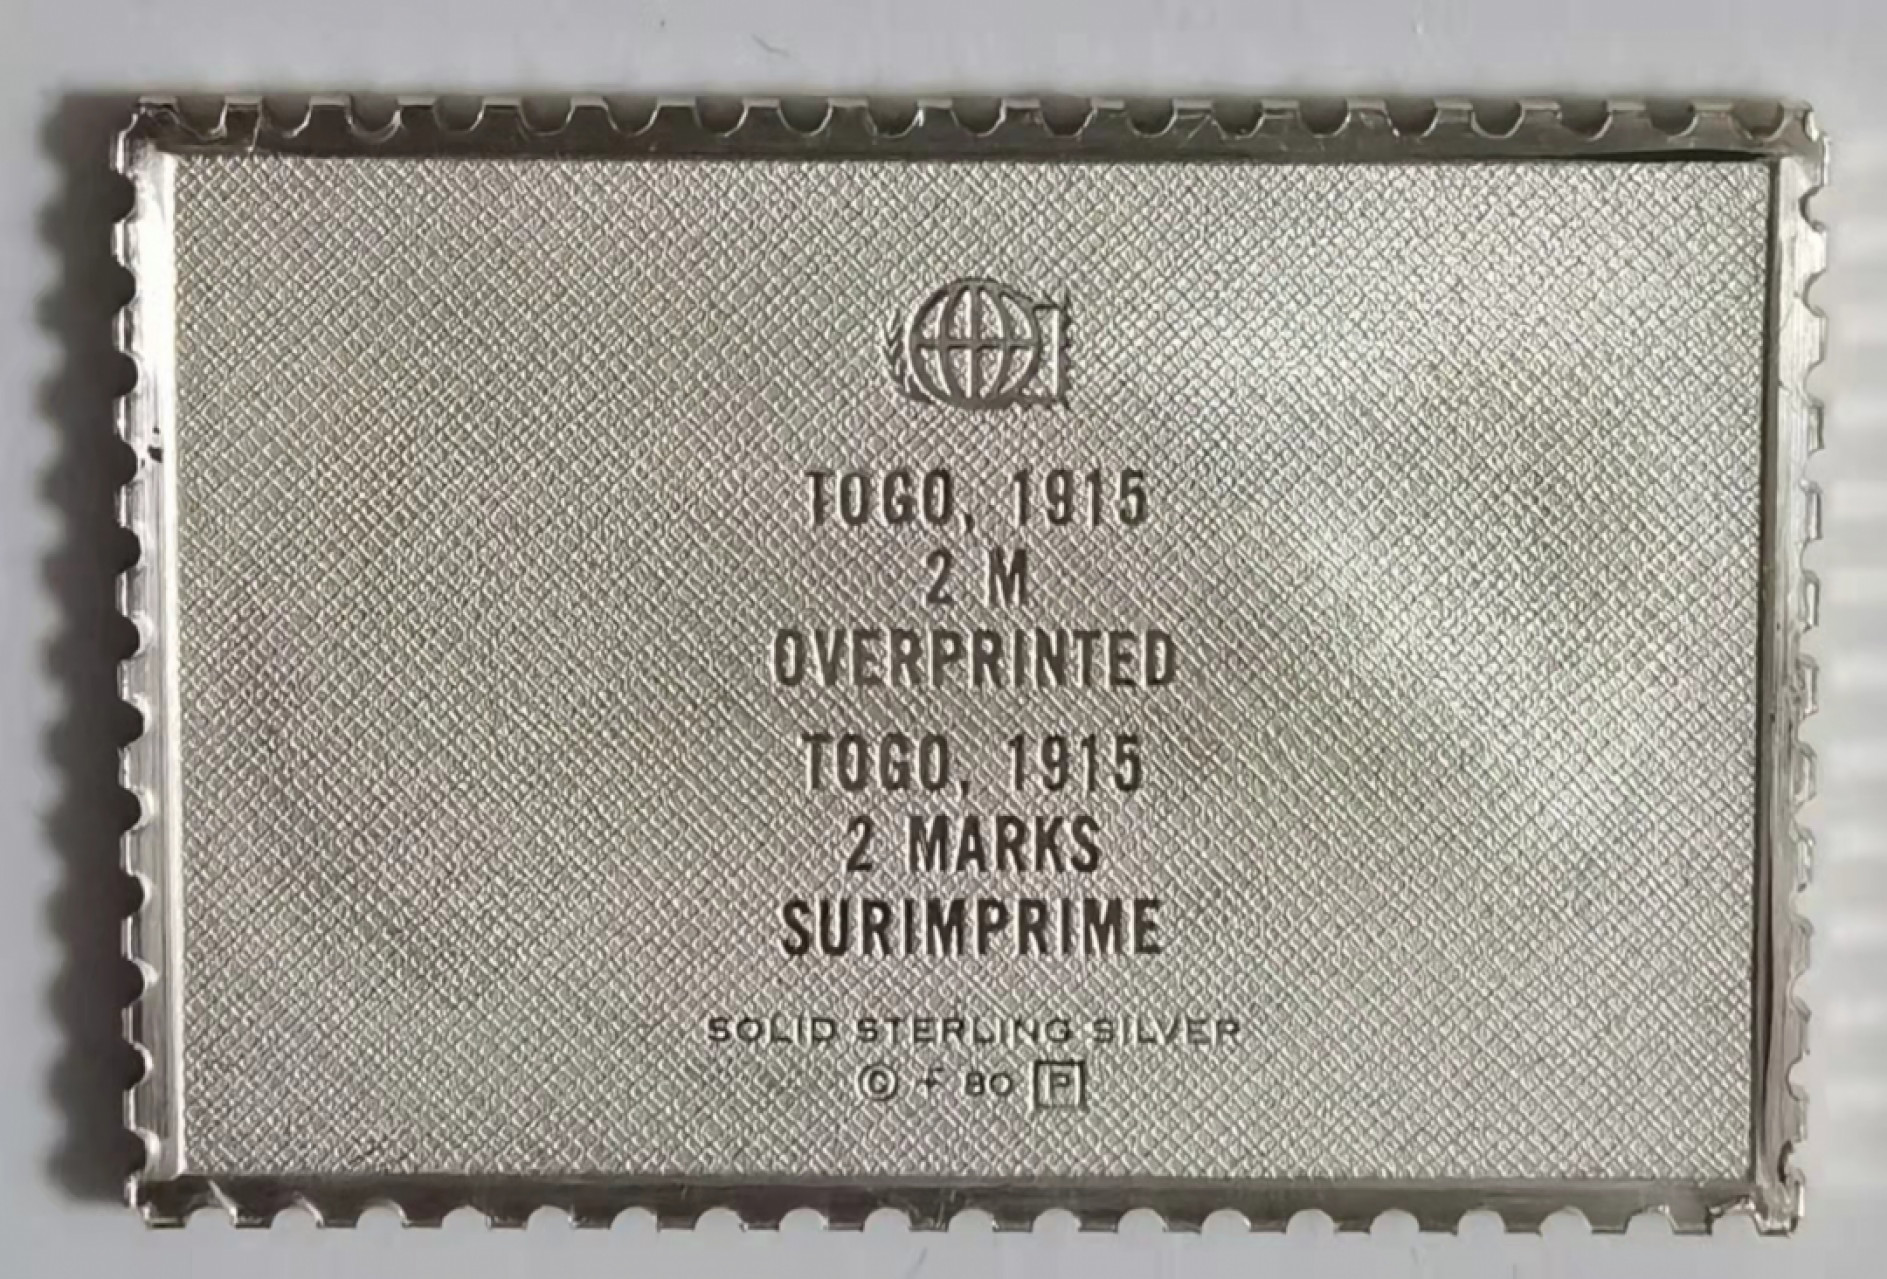 TOGO, 1915
2 M
OVERPRINTED
TOGO, 1915
2 MARKS
SURIMPRIME
SOLID STERLING SILVER
© F 80 P